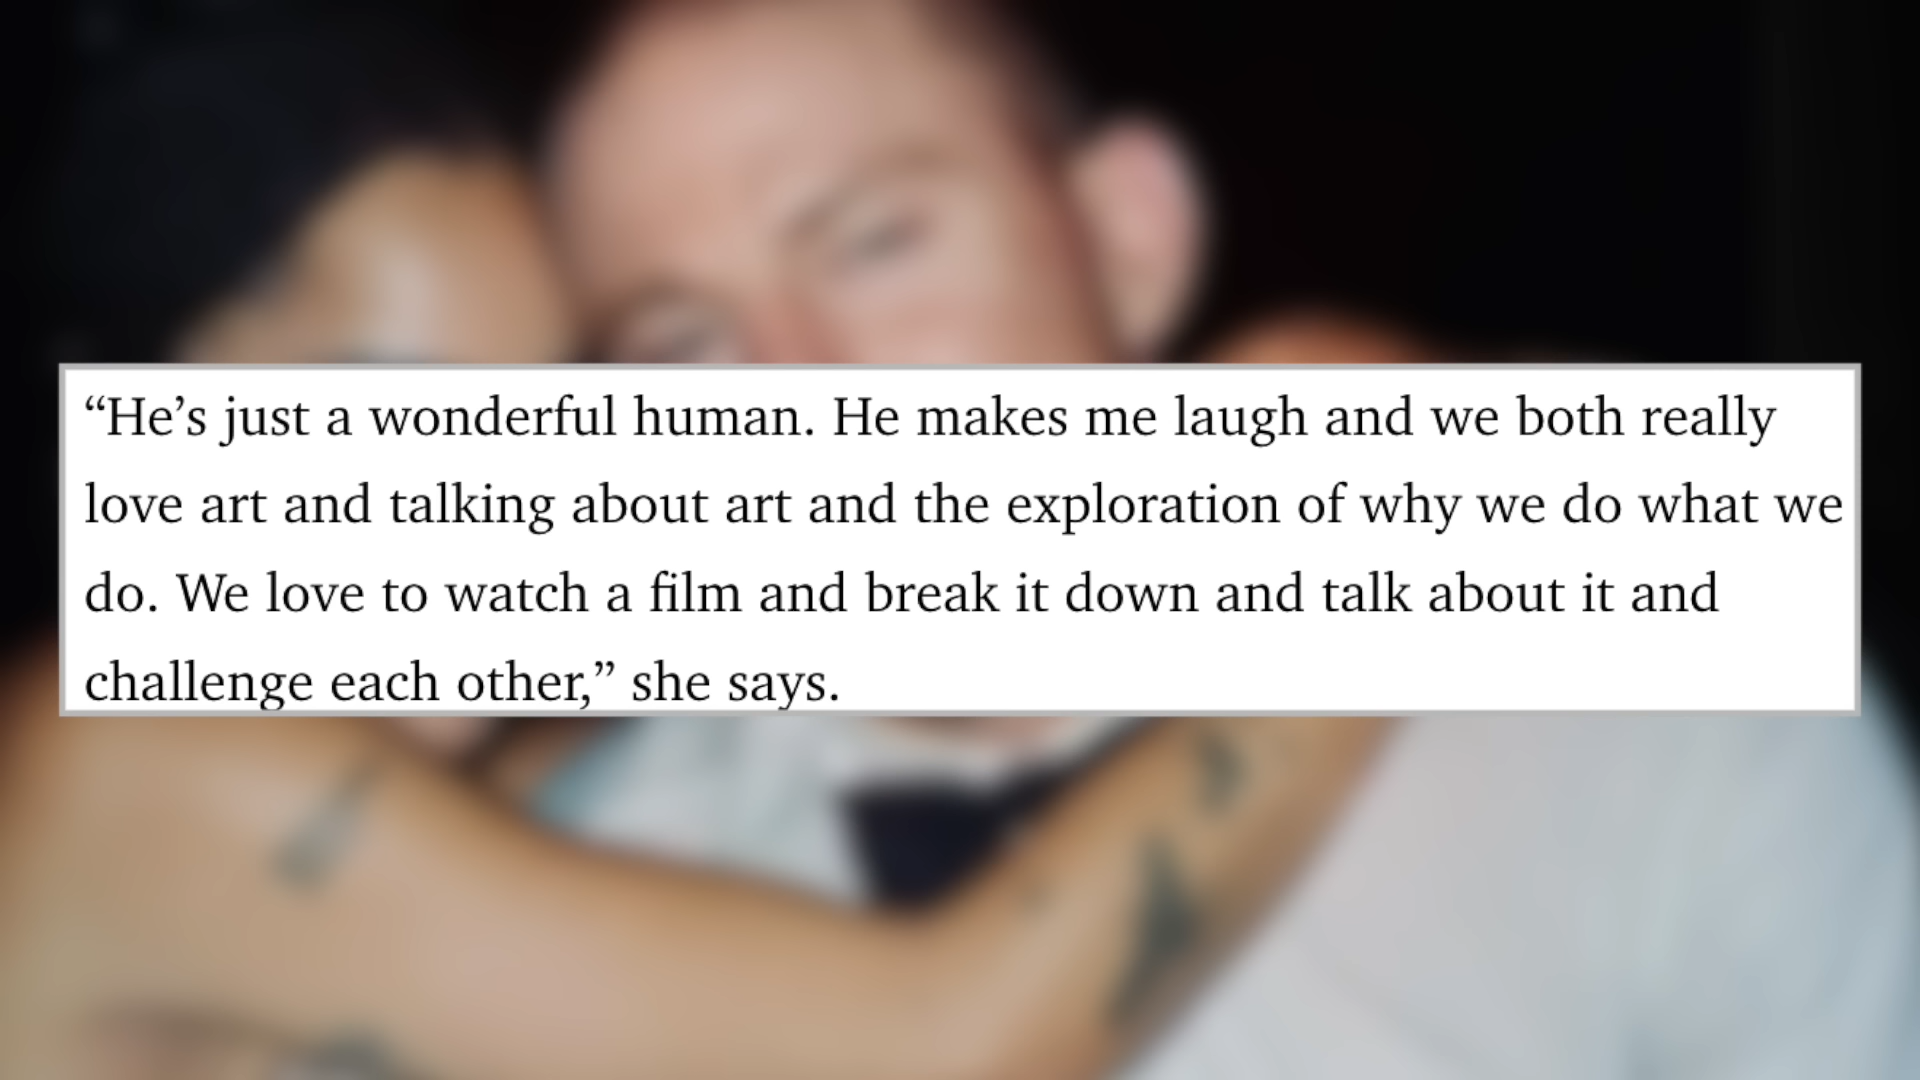 “He’s just a wonderful human. He makes me laugh and we both really
love art and talking about art and the exploration of why we do what we
do. We love to watch a film and break it down and talk about it and
challenge each other,” she says.